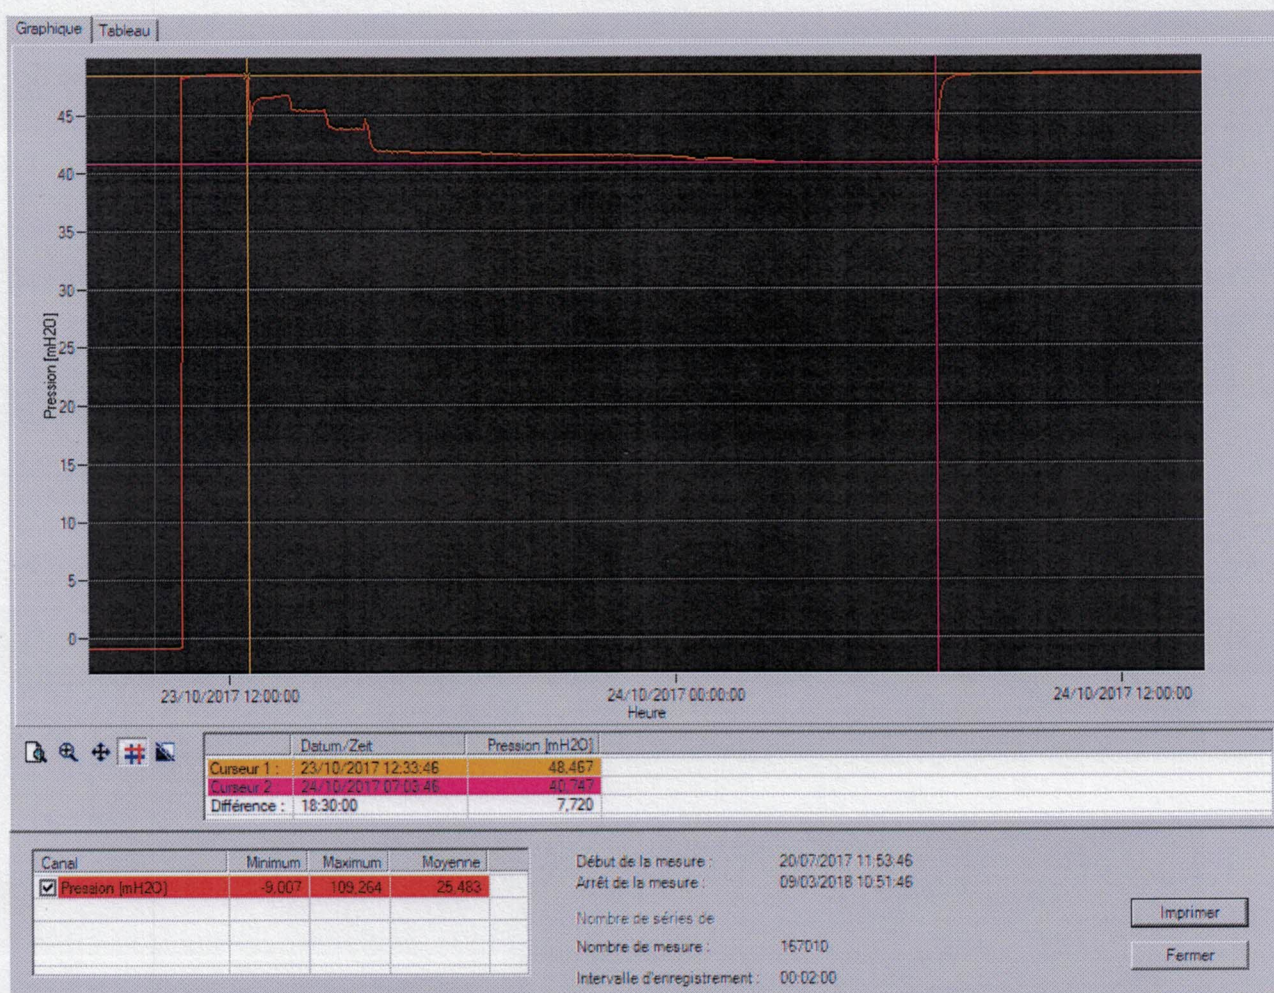 Graphique Tableau
Pression [mH2O]
45
40
35
30
25
20
15
10
5
0
23/10/2017 12:00:00 24/10/2017 00:00:00 24/10/2017 12:00:00
Heure
Datum/Zeit Pression [mH2O]
Curseur 1 : 23/10/2017 12:33:46 48,467
Curseur 2 24/10/2017 07:03:46 40,747
Différence : 18:30:00 7,720
Canal Minimum Maximum Moyenne
Pression [mH2O] -9,007 109,264 25,483
Début de la mesure : 20/07/2017 11:53:46
Arrêt de la mesure : 09/03/2018 10:51:46
Nombre de séries de
Nombre de mesure : 167010
Intervalle d'enregistrement : 00:02:00
Imprimer
Fermer